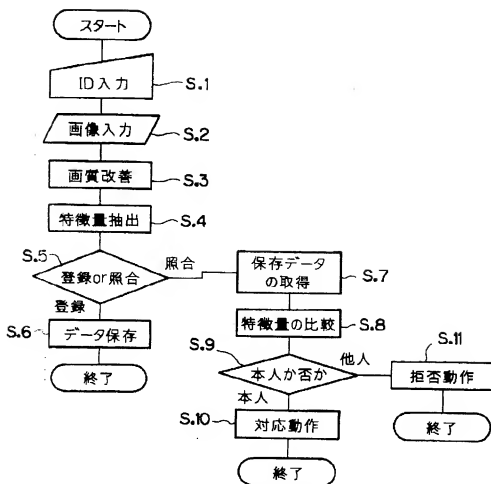 スタート
ID入力
S.1
画像入力
S.2
画質改善
S.3
特徴量抽出
S.4
S.5
登録or照合
照合
登録
S.6
データ保存
終了
保存データ
の取得
S.7
特徴量の比較
S.8
S.9
本人か否か
他人
本人
S.10
対応動作
終了
S.11
拒否動作
終了